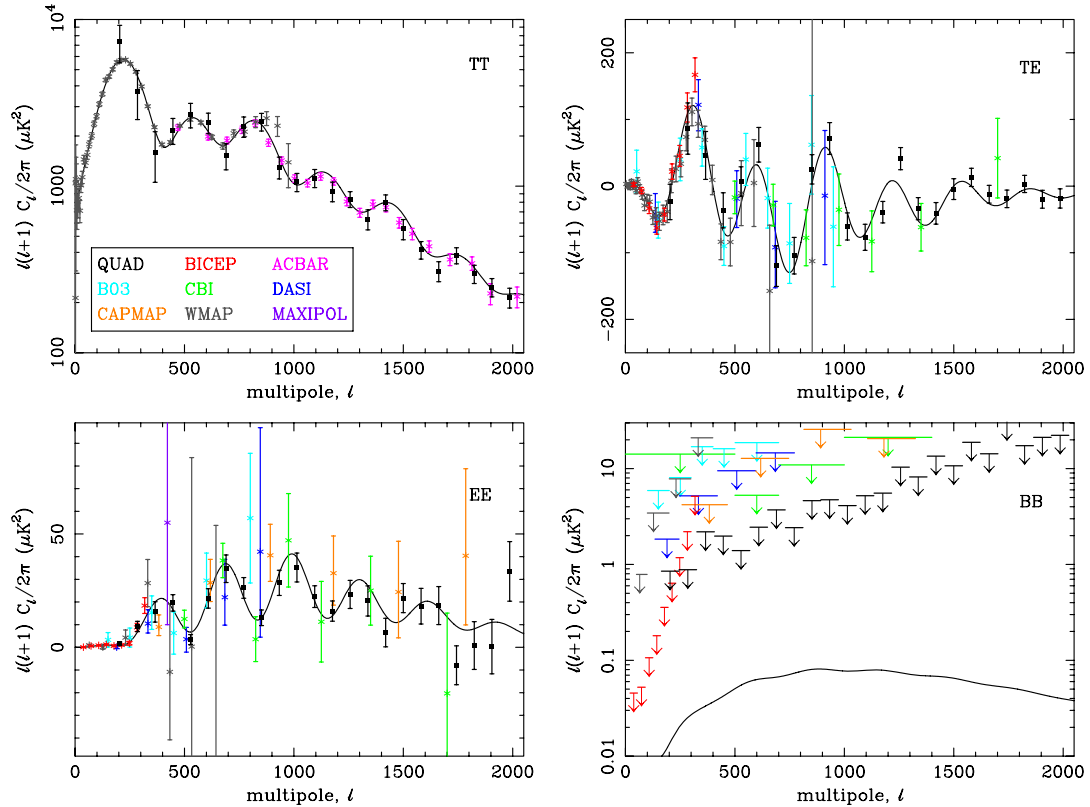 TT
ℓ(ℓ+1) Cℓ/2π (μK²)
10⁴
1000
100
QUAD BICEP ACBAR
B03 CBI DASI
CAPMAP WMAP MAXIPOL
0 500 1000 1500 2000
multipole, ℓ
TE
ℓ(ℓ+1) Cℓ/2π (μK²)
200
0
−200
0 500 1000 1500 2000
multipole, ℓ
EE
ℓ(ℓ+1) Cℓ/2π (μK²)
50
0
0 500 1000 1500 2000
multipole, ℓ
BB
ℓ(ℓ+1) Cℓ/2π (μK²)
10
1
0.1
0.01
0 500 1000 1500 2000
multipole, ℓ